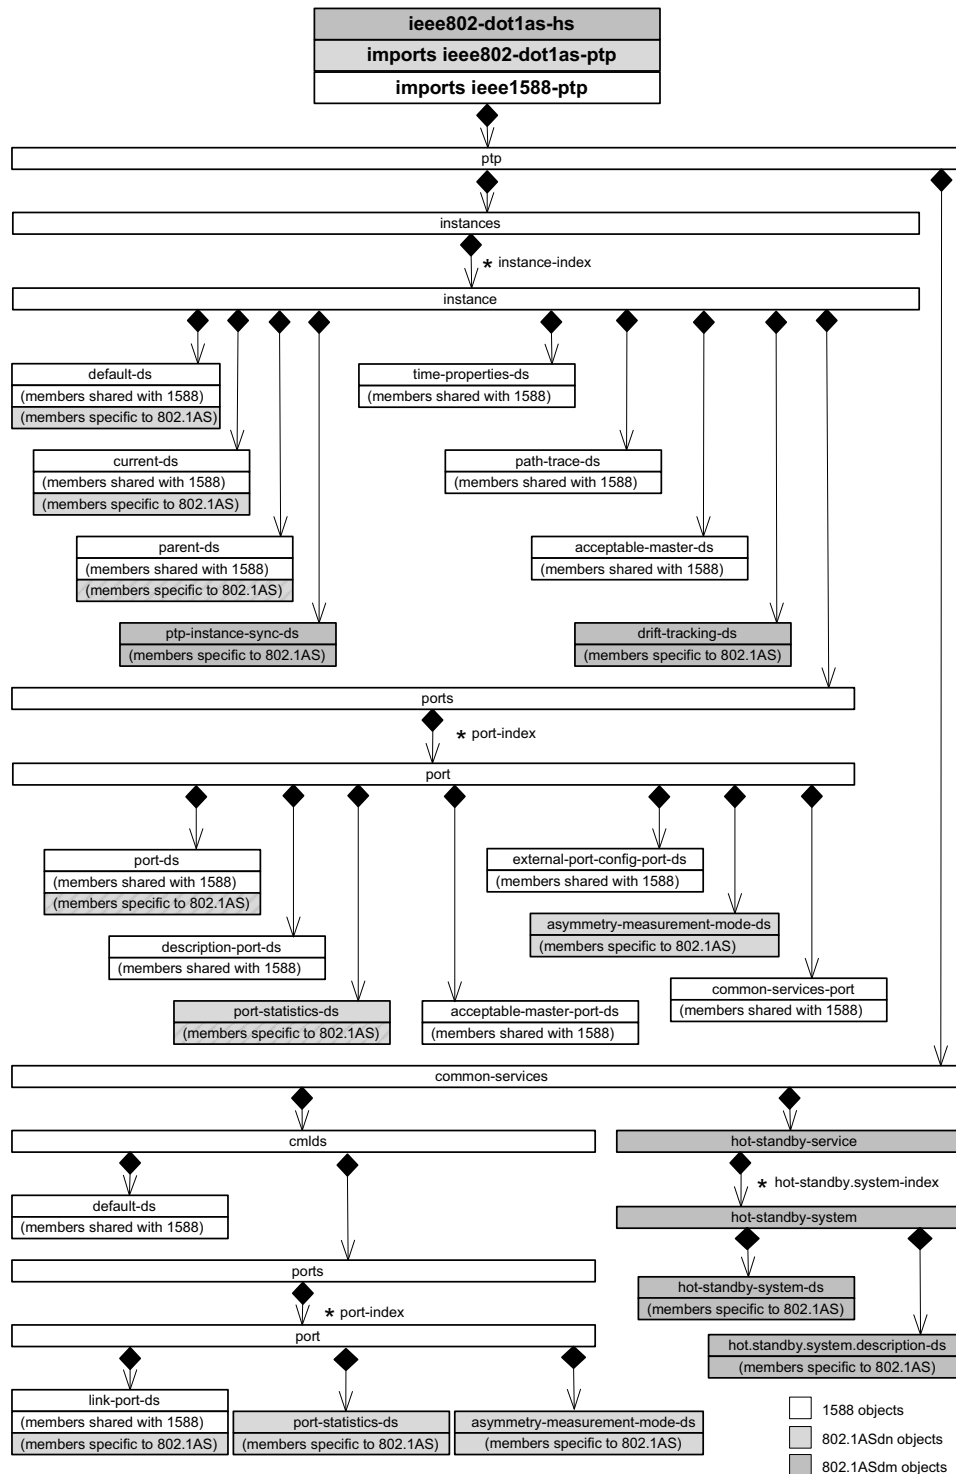 ieee802-dot1as-hs
imports ieee802-dot1as-ptp
imports ieee1588-ptp
ptp
instances
* instance-index
instance
default-ds
(members shared with 1588)
(members specific to 802.1AS)
time-properties-ds
(members shared with 1588)
current-ds
(members shared with 1588)
(members specific to 802.1AS)
path-trace-ds
(members shared with 1588)
parent-ds
(members shared with 1588)
(members specific to 802.1AS)
acceptable-master-ds
(members shared with 1588)
ptp-instance-sync-ds
(members specific to 802.1AS)
drift-tracking-ds
(members specific to 802.1AS)
ports
* port-index
port
port-ds
(members shared with 1588)
(members specific to 802.1AS)
external-port-config-port-ds
(members shared with 1588)
description-port-ds
(members shared with 1588)
asymmetry-measurement-mode-ds
(members specific to 802.1AS)
port-statistics-ds
(members specific to 802.1AS)
acceptable-master-port-ds
(members shared with 1588)
common-services-port
(members shared with 1588)
common-services
cmlds
hot-standby-service
default-ds
(members shared with 1588)
* hot-standby.system-index
hot-standby-system
ports
hot-standby-system-ds
(members specific to 802.1AS)
* port-index
port
hot.standby.system.description-ds
(members specific to 802.1AS)
link-port-ds
(members shared with 1588)
(members specific to 802.1AS)
port-statistics-ds
(members specific to 802.1AS)
asymmetry-measurement-mode-ds
(members specific to 802.1AS)
1588 objects
802.1ASdn objects
802.1ASdm objects